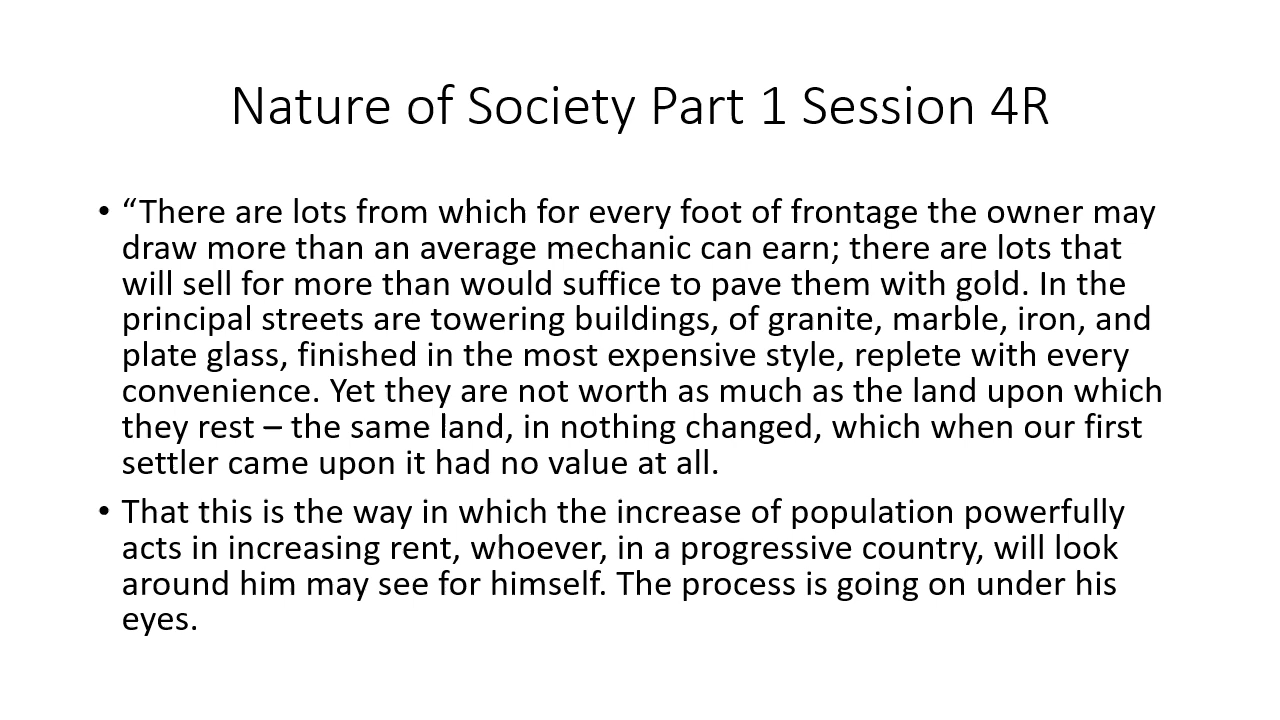 Nature of Society Part 1 Session 4R
• “There are lots from which for every foot of frontage the owner may
draw more than an average mechanic can earn; there are lots that
will sell for more than would suffice to pave them with gold. In the
principal streets are towering buildings, of granite, marble, iron, and
plate glass, finished in the most expensive style, replete with every
convenience. Yet they are not worth as much as the land upon which
they rest – the same land, in nothing changed, which when our first
settler came upon it had no value at all.
• That this is the way in which the increase of population powerfully
acts in increasing rent, whoever, in a progressive country, will look
around him may see for himself. The process is going on under his
eyes.